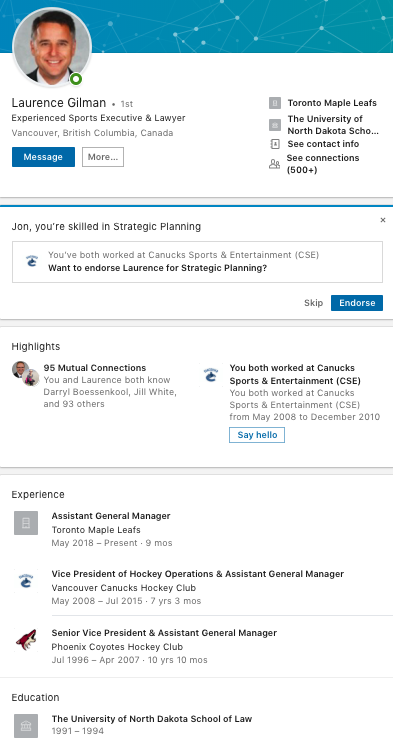 Laurence Gilman • 1st
Experienced Sports Executive & Lawyer
Vancouver, British Columbia, Canada
Message
More...
Toronto Maple Leafs
The University of
North Dakota Scho...
See contact info
See connections
(500+)
×
Jon, you're skilled in Strategic Planning
You've both worked at Canucks Sports & Entertainment (CSE)
Want to endorse Laurence for Strategic Planning?
Skip
Endorse
Highlights
95 Mutual Connections
You and Laurence both know
Darryl Boessenkool, Jill White,
and 93 others
You both worked at Canucks
Sports & Entertainment (CSE)
You both worked at Canucks
Sports & Entertainment (CSE)
from May 2008 to December 2010
Say hello
Experience
Assistant General Manager
Toronto Maple Leafs
May 2018 – Present · 9 mos
Vice President of Hockey Operations & Assistant General Manager
Vancouver Canucks Hockey Club
May 2008 – Jul 2015 · 7 yrs 3 mos
Senior Vice President & Assistant General Manager
Phoenix Coyotes Hockey Club
Jul 1996 – Apr 2007 · 10 yrs 10 mos
Education
The University of North Dakota School of Law
1991 – 1994